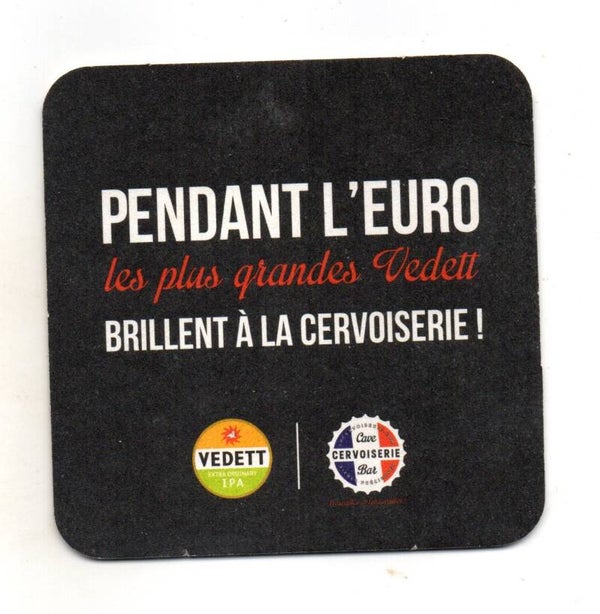 PENDANT L'EURO
les plus grandes Vedett
BRILLENT À LA CERVOISERIE !
VEDETT
EXTRA ORDINARY
IPA
Cave
CERVOISERIE
Bar